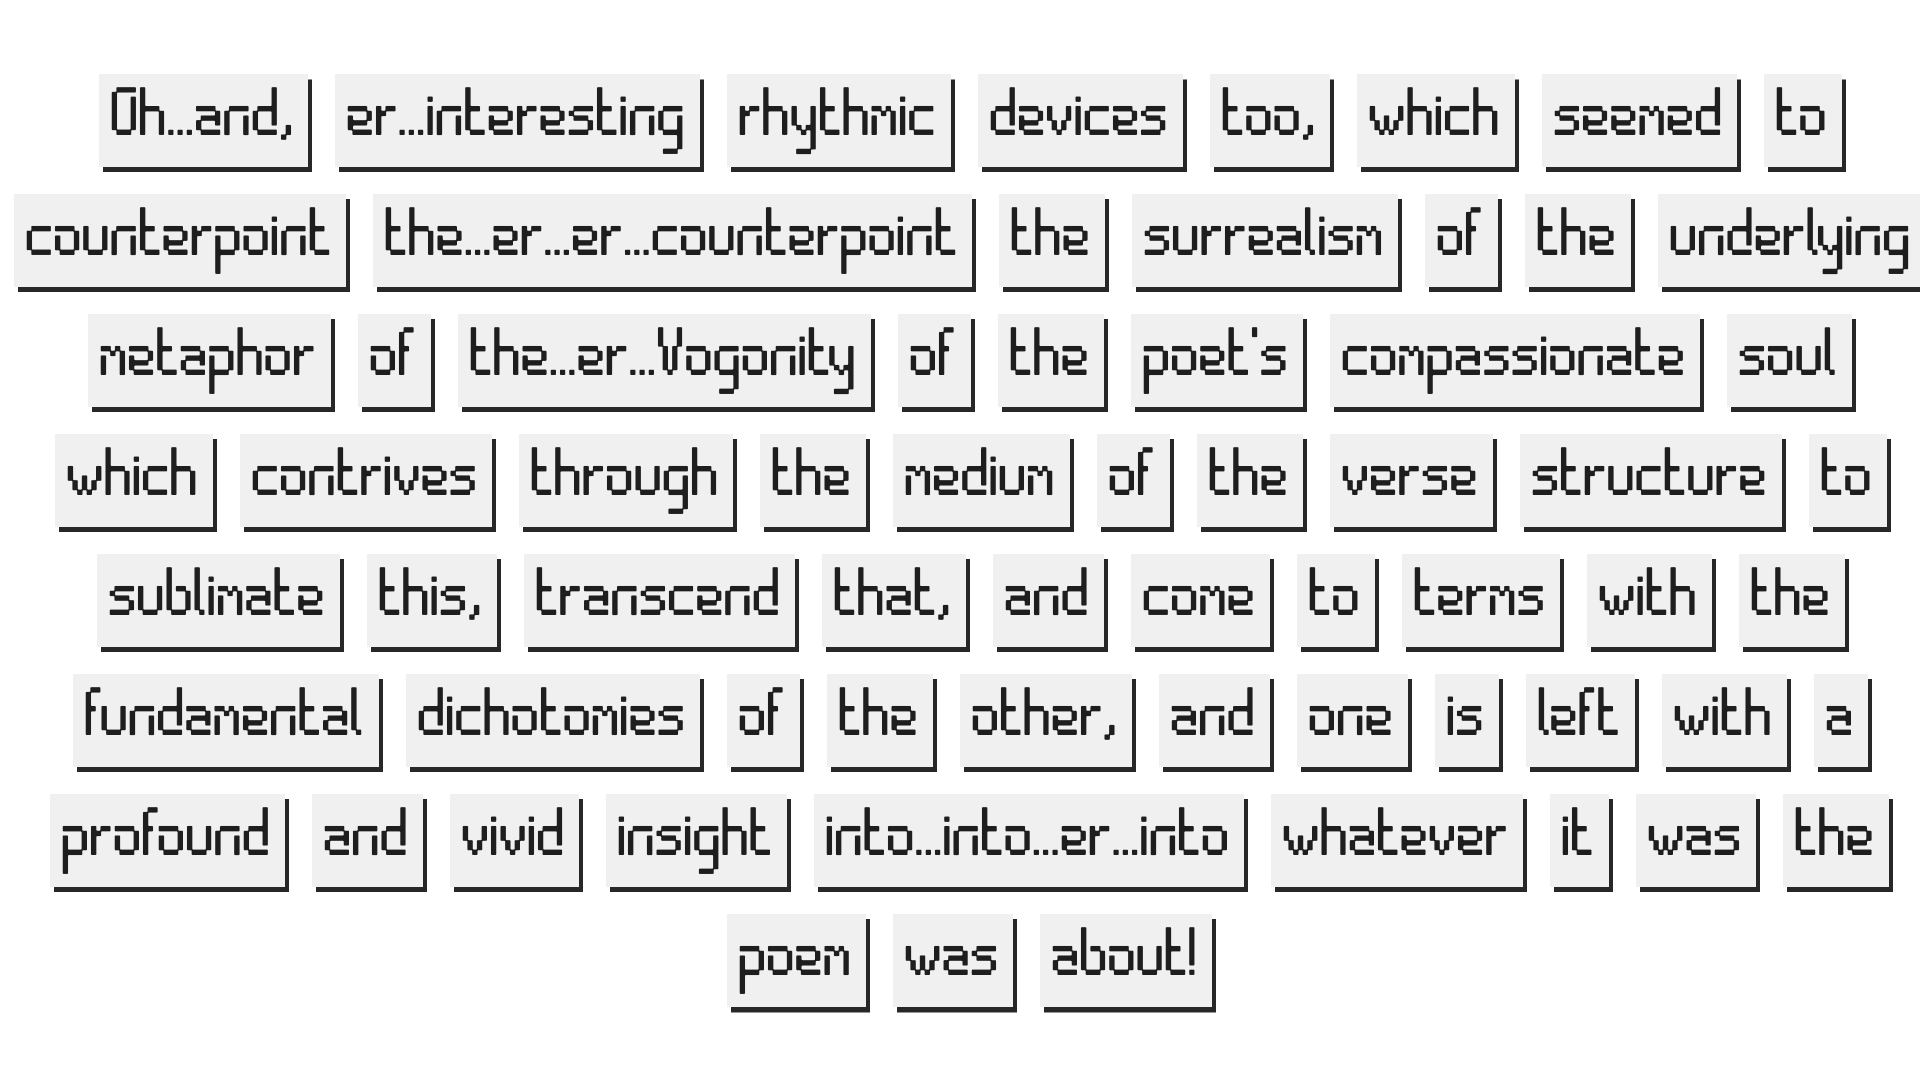 Oh...and, er...interesting rhythmic devices too, which seemed to
counterpoint the...er...er...counterpoint the surrealism of the underlying
metaphor of the...er...Vogonity of the poet's compassionate soul
which contrives through the medium of the verse structure to
sublimate this, transcend that, and come to terms with the
fundamental dichotomies of the other, and one is left with a
profound and vivid insight into...into...er...into whatever it was the
poem was about!